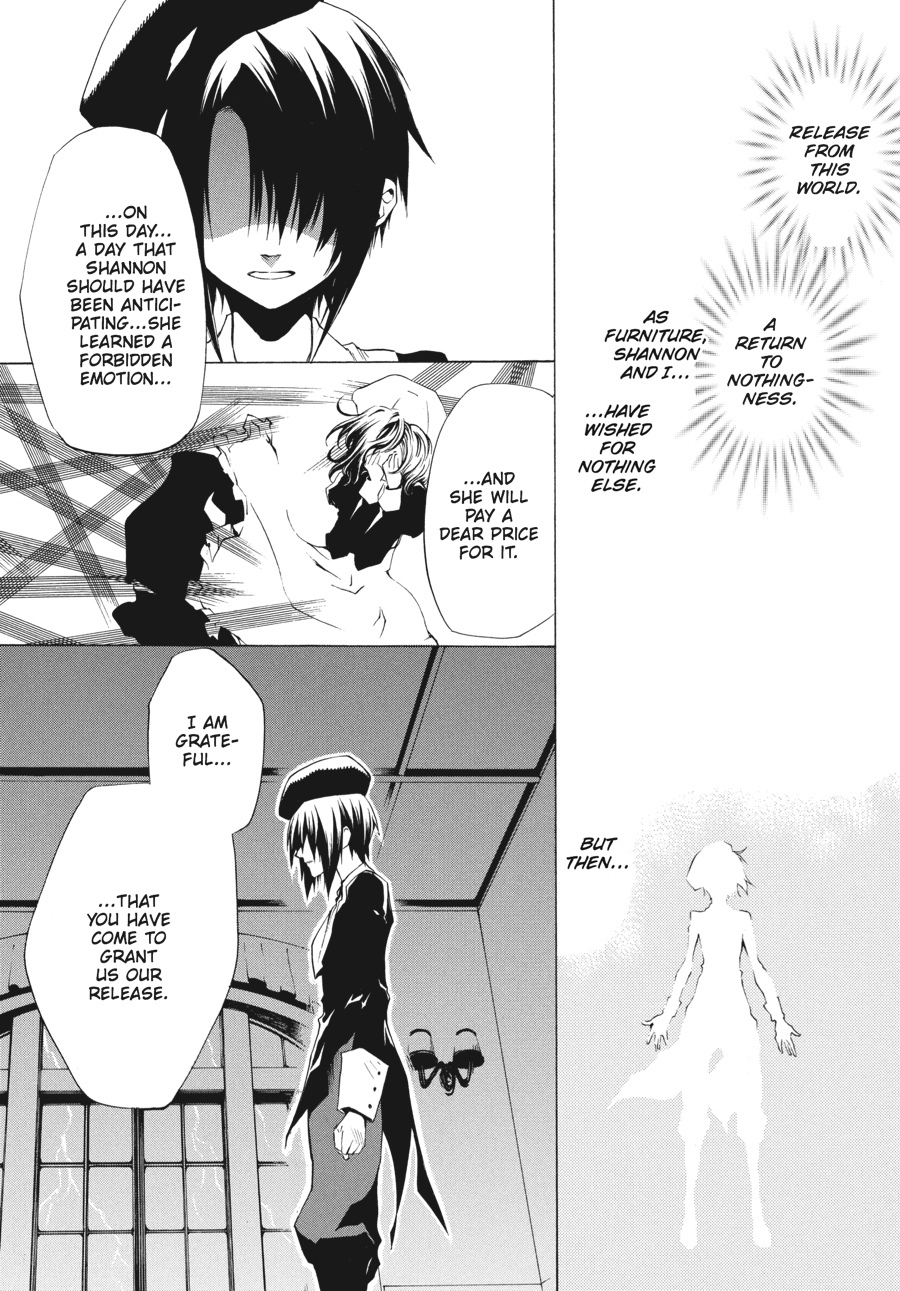 RELEASE
FROM
THIS
WORLD.
A
RETURN
TO
NOTHING-
NESS.
AS
FURNITURE,
SHANNON
AND I...
...HAVE
WISHED
FOR
NOTHING
ELSE.
BUT
THEN...
...ON
THIS DAY...
A DAY THAT
SHANNON
SHOULD HAVE
BEEN ANTICI-
PATING...SHE
LEARNED A
FORBIDDEN
EMOTION...
...AND
SHE WILL
PAY A
DEAR PRICE
FOR IT.
I AM
GRATE-
FUL...
...THAT
YOU HAVE
COME TO
GRANT
US OUR
RELEASE.